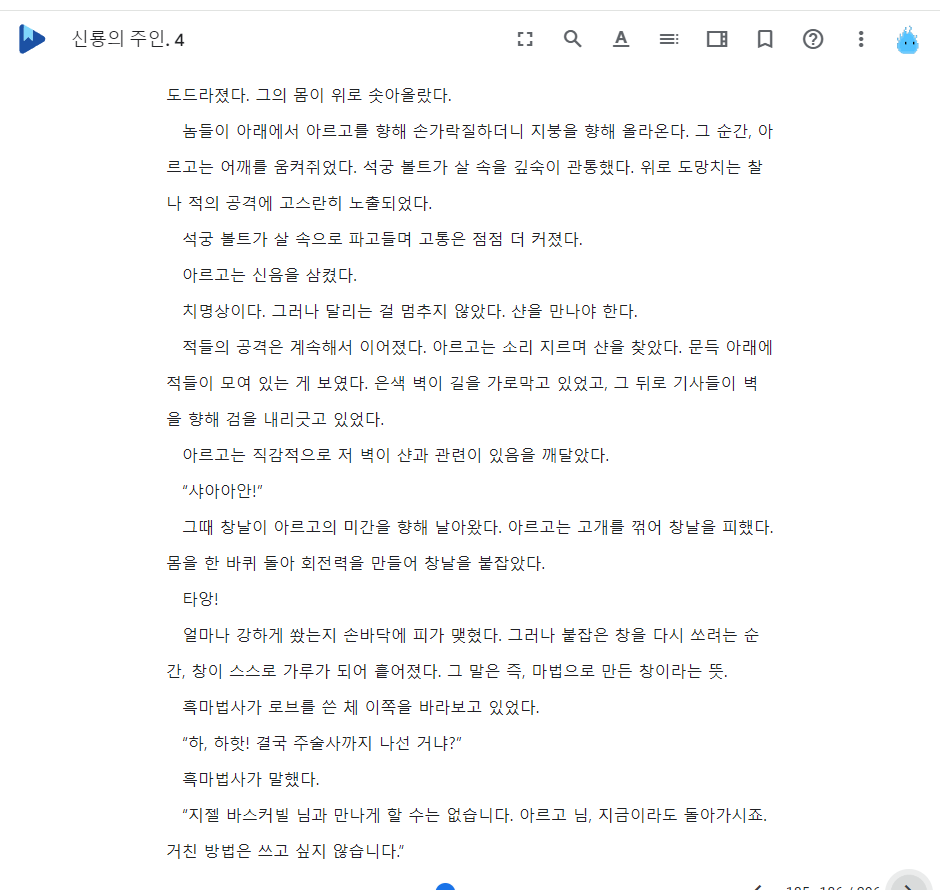 신룡의 주인. 4
도드라졌다. 그의 몸이 위로 솟아올랐다.
놈들이 아래에서 아르고를 향해 손가락질하더니 지붕을 향해 올라온다. 그 순간, 아
르고는 어깨를 움켜쥐었다. 석궁 볼트가 살 속을 깊숙이 관통했다. 위로 도망치는 찰
나 적의 공격에 고스란히 노출되었다.
석궁 볼트가 살 속으로 파고들며 고통은 점점 더 커졌다.
아르고는 신음을 삼켰다.
치명상이다. 그러나 달리는 걸 멈추지 않았다. 샨을 만나야 한다.
적들의 공격은 계속해서 이어졌다. 아르고는 소리 지르며 샨을 찾았다. 문득 아래에
적들이 모여 있는 게 보였다. 은색 벽이 길을 가로막고 있었고, 그 뒤로 기사들이 벽
을 향해 검을 내리긋고 있었다.
아르고는 직감적으로 저 벽이 샨과 관련이 있음을 깨달았다.
“샤아아안!”
그때 창날이 아르고의 미간을 향해 날아왔다. 아르고는 고개를 꺾어 창날을 피했다.
몸을 한 바퀴 돌아 회전력을 만들어 창날을 붙잡았다.
타앙!
얼마나 강하게 쐈는지 손바닥에 피가 맺혔다. 그러나 붙잡은 창을 다시 쏘려는 순
간, 창이 스스로 가루가 되어 흩어졌다. 그 말은 즉, 마법으로 만든 창이라는 뜻.
흑마법사가 로브를 쓴 체 이쪽을 바라보고 있었다.
“하, 하핫! 결국 주술사까지 나선 거냐?”
흑마법사가 말했다.
“지젤 바스커빌 님과 만나게 할 수는 없습니다. 아르고 님, 지금이라도 돌아가시죠.
거친 방법은 쓰고 싶지 않습니다.”